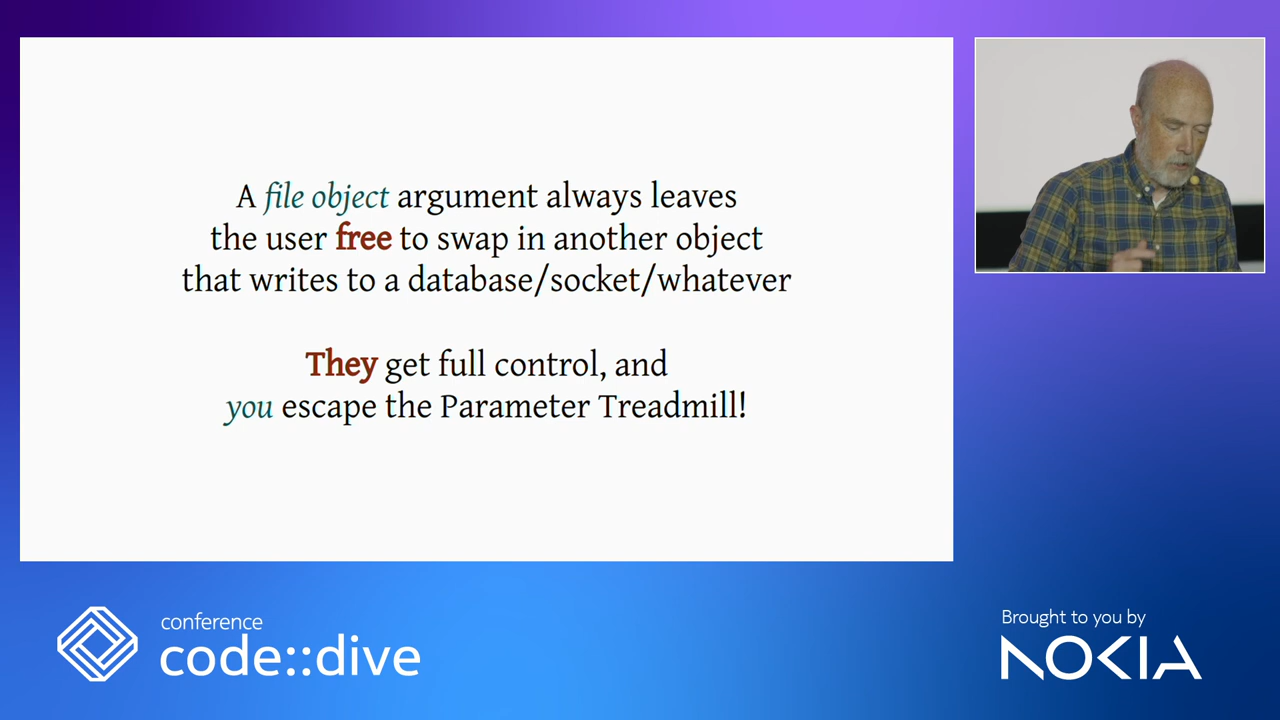 A file object argument always leaves
the user free to swap in another object
that writes to a database/socket/whatever
They get full control, and
you escape the Parameter Treadmill!
conference
code::dive
Brought to you by
NOKIA